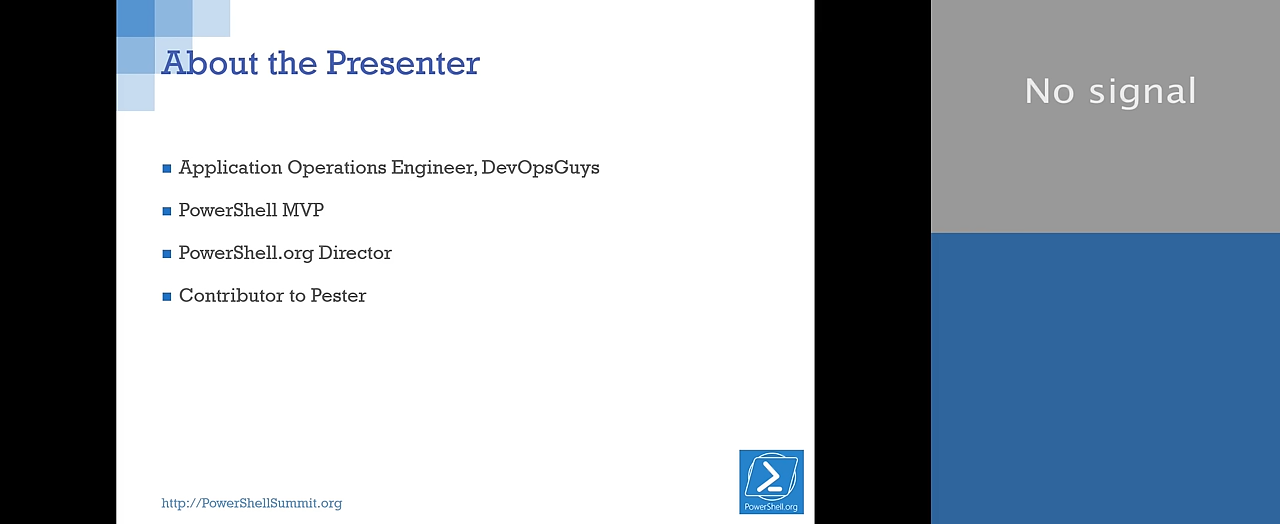 About the Presenter
Application Operations Engineer, DevOpsGuys
PowerShell MVP
PowerShell.org Director
Contributor to Pester
http://PowerShellSummit.org
PowerShell.org
No signal